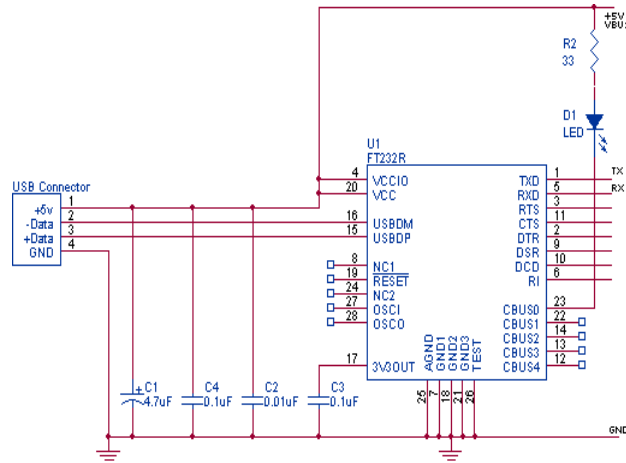 +5V
VBUS
R2
33
D1
LED
U1
FT232R
USB Connector
+5v 1
-Data 2
+Data 3
GND 4
4 VCCIO
20 VCC
16 USBDM
15 USBDP
8 NC1
19 RESET
24 NC2
27 OSCI
28 OSCO
17 3V3OUT
TXD 1 TX
RXD 5 RX
RTS 3
CTS 11
DTR 2
DSR 9
DCD 10
RI 6
CBUS0 23
CBUS1 22
CBUS2 14
CBUS3 13
CBUS4 12
AGND 25
GND1 7
GND2 18
GND3 21
TEST 26
+ C1
4.7uF
C4
0.1uF
C2
0.01uF
C3
0.1uF
GND